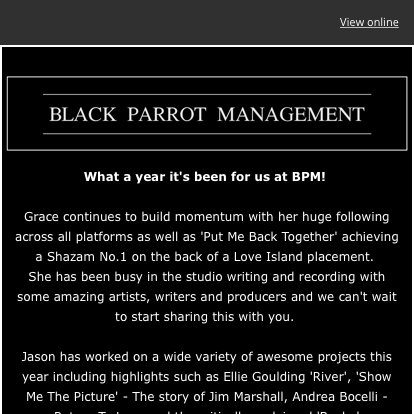 View online
BLACK PARROT MANAGEMENT
What a year it's been for us at BPM!
Grace continues to build momentum with her huge following
across all platforms as well as 'Put Me Back Together' achieving
a Shazam No.1 on the back of a Love Island placement.
She has been busy in the studio writing and recording with
some amazing artists, writers and producers and we can't wait
to start sharing this with you.
Jason has worked on a wide variety of awesome projects this
year including highlights such as Ellie Goulding 'River', 'Show
Me The Picture' - The story of Jim Marshall, Andrea Bocelli -